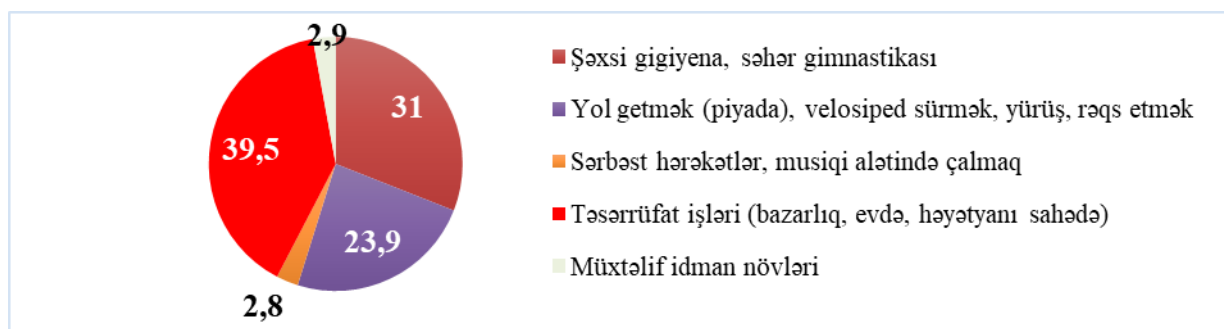 2,9
31
39,5
23,9
2,8
Şəxsi gigiyena, səhər gimnastikası
Yol getmək (piyada), velosiped sürmək, yürüş, rəqs etmək
Sərbəst hərəkətlər, musiqi alətində çalmaq
Təsərrüfat işləri (bazarlıq, evdə, həyətyanı sahədə)
Müxtəlif idman növləri